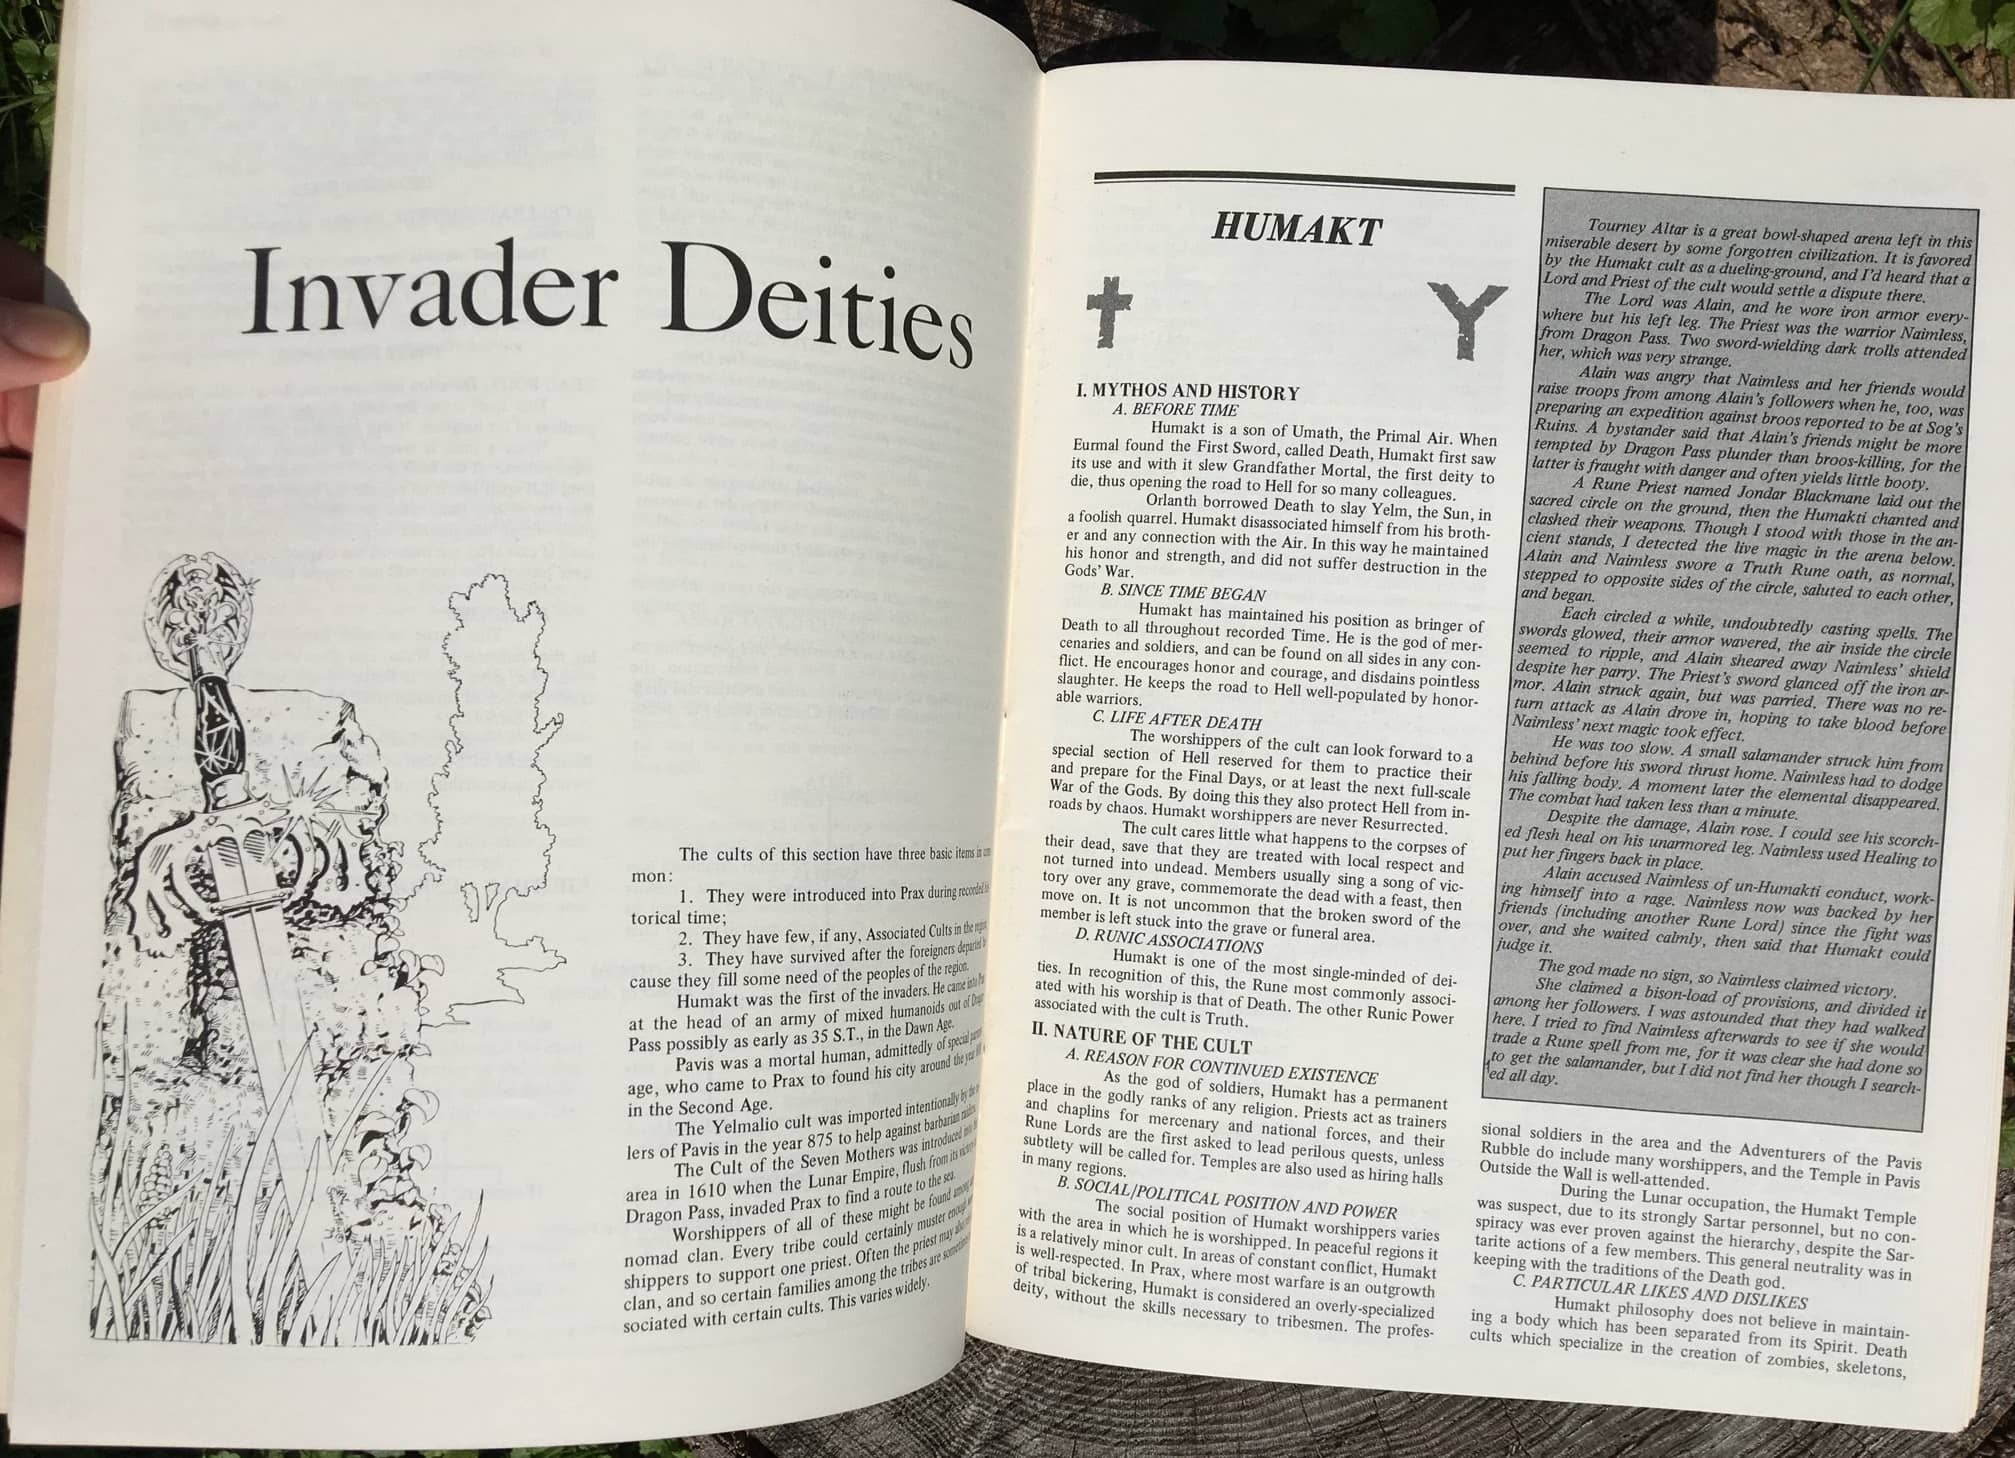 Invader Deities
The cults of this section have three basic items in com
mon:
1. They were introduced into Prax during recorded his
torical time;
2. They have few, if any, Associated Cults in the region
3. They have survived after the foreigners departed be
cause they fill some need of the peoples of the region.
Humakt was the first of the invaders. He came into Prax
at the head of an army of mixed humanoids out of Dragon
Pass possibly as early as 35 S.T., in the Dawn Age.
Pavis was a mortal human, admittedly of special
age, who came to Prax to found his city around the year
in the Second Age.
The Yelmalio cult was imported intentionally by the
lers of Pavis in the year 875 to help against barbarian raiders.
The Cult of the Seven Mothers was introduced into
area in 1610 when the Lunar Empire, flush from its victory
Dragon Pass, invaded Prax to find a route to the sea.
Worshippers of all of these might be found among
nomad clan. Every tribe could certainly muster enough
shippers to support one priest. Often the priest may also
clan, and so certain families among the tribes are sometimes
sociated with certain cults. This varies widely.
HUMAKT
I. MYTHOS AND HISTORY
A. BEFORE TIME
Humakt is a son of Umath, the Primal Air. When
Eurmal found the First Sword, called Death, Humakt first saw
its use and with it slew Grandfather Mortal, the first deity to
die, thus opening the road to Hell for so many colleagues.
Orlanth borrowed Death to slay Yelm, the Sun, in
a foolish quarrel. Humakt disassociated himself from his broth-
er and any connection with the Air. In this way he maintained
his honor and strength, and did not suffer destruction in the
Gods' War.
B. SINCE TIME BEGAN
Humakt has maintained his position as bringer of
Death to all throughout recorded Time. He is the god of mer-
cenaries and soldiers, and can be found on all sides in any con-
flict. He encourages honor and courage, and disdains pointless
slaughter. He keeps the road to Hell well-populated by honor-
able warriors.
C. LIFE AFTER DEATH
The worshippers of the cult can look forward to a
special section of Hell reserved for them to practice their
and prepare for the Final Days, or at least the next full-scale
War of the Gods. By doing this they also protect Hell from in-
roads by chaos. Humakt worshippers are never Resurrected.
The cult cares little what happens to the corpses of
their dead, save that they are treated with local respect and
not turned into undead. Members usually sing a song of vic-
tory over any grave, commemorate the dead with a feast, then
move on. It is not uncommon that the broken sword of the
member is left stuck into the grave or funeral area.
D. RUNIC ASSOCIATIONS
Humakt is one of the most single-minded of dei-
ties. In recognition of this, the Rune most commonly associ-
ated with his worship is that of Death. The other Runic Power
associated with the cult is Truth.
II. NATURE OF THE CULT
A. REASON FOR CONTINUED EXISTENCE
As the god of soldiers, Humakt has a permanent
place in the godly ranks of any religion. Priests act as trainers
and chaplins for mercenary and national forces, and their
Rune Lords are the first asked to lead perilous quests, unless
subtlety will be called for. Temples are also used as hiring halls
in many regions.
B. SOCIAL/POLITICAL POSITION AND POWER
The social position of Humakt worshippers varies
with the area in which he is worshipped. In peaceful regions it
is a relatively minor cult. In areas of constant conflict, Humakt
is well-respected. In Prax, where most warfare is an outgrowth
of tribal bickering, Humakt is considered an overly-specialized
deity, without the skills necessary to tribesmen. The profes-
Tourney Altar is a great bowl-shaped arena left in this
miserable desert by some forgotten civilization. It is favored
by the Humakt cult as a dueling-ground, and I'd heard that a
Lord and Priest of the cult would settle a dispute there.
The Lord was Alain, and he wore iron armor every-
where but his left leg. The Priest was the warrior Naimless,
from Dragon Pass. Two sword-wielding dark trolls attended
her, which was very strange.
Alain was angry that Naimless and her friends would
raise troops from among Alain's followers when he, too, was
preparing an expedition against broos reported to be at Sog's
Ruins. A bystander said that Alain's friends might be more
tempted by Dragon Pass plunder than broos-killing, for the
latter is fraught with danger and often yields little booty.
A Rune Priest named Jondar Blackmane laid out the
sacred circle on the ground, then the Humakti chanted and
clashed their weapons. Though I stood with those in the an-
cient stands, I detected the live magic in the arena below.
Alain and Naimless swore a Truth Rune oath, as normal,
stepped to opposite sides of the circle, saluted to each other,
and began.
Each circled a while, undoubtedly casting spells. The
swords glowed, their armor wavered, the air inside the circle
seemed to ripple, and Alain sheared away Naimless' shield
despite her parry. The Priest's sword glanced off the iron ar-
mor. Alain struck again, but was parried. There was no re-
turn attack as Alain drove in, hoping to take blood before
Naimless' next magic took effect.
He was too slow. A small salamander struck him from
behind before his sword thrust home. Naimless had to dodge
his falling body. A moment later the elemental disappeared.
The combat had taken less than a minute.
Despite the damage, Alain rose. I could see his scorch-
ed flesh heal on his unarmored leg. Naimless used Healing to
put her fingers back in place.
Alain accused Naimless of un-Humakti conduct, work-
ing himself into a rage. Naimless now was backed by her
friends (including another Rune Lord) since the fight was
over, and she waited calmly, then said that Humakt could
judge it.
The god made no sign, so Naimless claimed victory.
She claimed a bison-load of provisions, and divided it
among her followers. I was astounded that they had walked
here. I tried to find Naimless afterwards to see if she would
trade a Rune spell from me, for it was clear she had done so
to get the salamander, but I did not find her though I search-
ed all day.
sional soldiers in the area and the Adventurers of the Pavis
Rubble do include many worshippers, and the Temple in Pavis
Outside the Wall is well-attended.
During the Lunar occupation, the Humakt Temple
was suspect, due to its strongly Sartar personnel, but no con-
spiracy was ever proven against the hierarchy, despite the Sar-
tarite actions of a few members. This general neutrality was in
keeping with the traditions of the Death god.
C. PARTICULAR LIKES AND DISLIKES
Humakt philosophy does not believe in maintain-
ing a body which has been separated from its Spirit. Death
cults which specialize in the creation of zombies, skeletons,